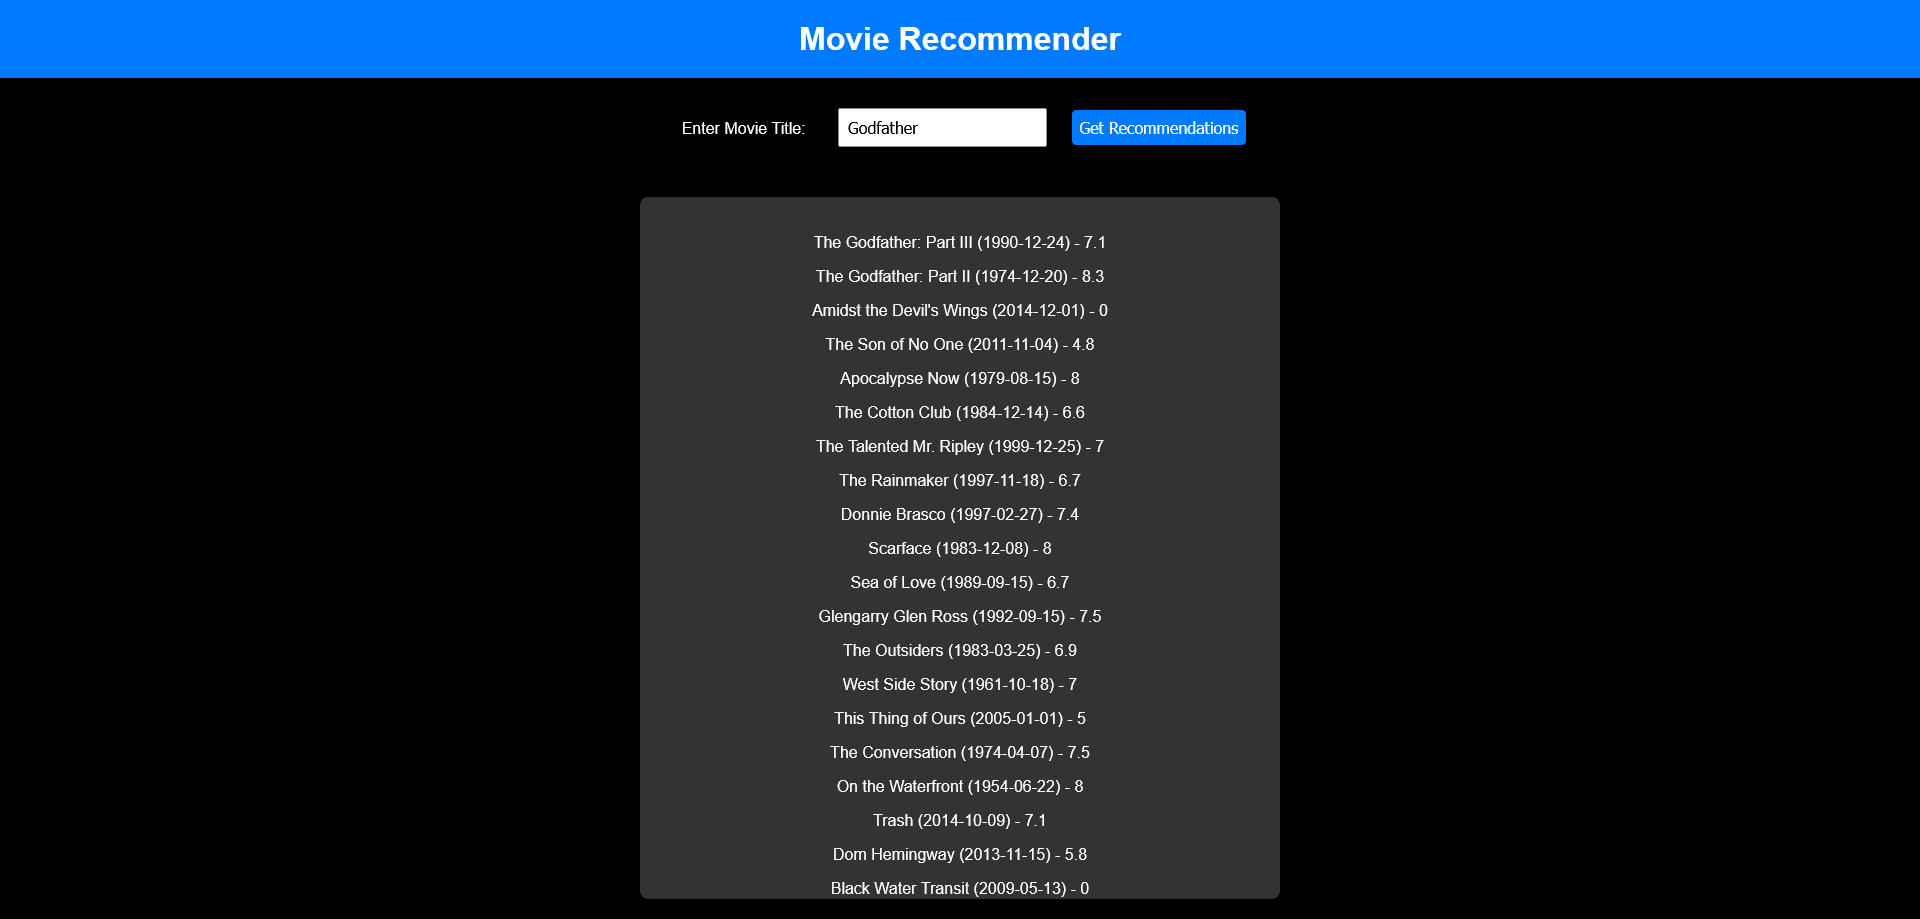 Movie Recommender
Enter Movie Title: Godfather Get Recommendations
The Godfather: Part III (1990-12-24) - 7.1
The Godfather: Part II (1974-12-20) - 8.3
Amidst the Devil's Wings (2014-12-01) - 0
The Son of No One (2011-11-04) - 4.8
Apocalypse Now (1979-08-15) - 8
The Cotton Club (1984-12-14) - 6.6
The Talented Mr. Ripley (1999-12-25) - 7
The Rainmaker (1997-11-18) - 6.7
Donnie Brasco (1997-02-27) - 7.4
Scarface (1983-12-08) - 8
Sea of Love (1989-09-15) - 6.7
Glengarry Glen Ross (1992-09-15) - 7.5
The Outsiders (1983-03-25) - 6.9
West Side Story (1961-10-18) - 7
This Thing of Ours (2005-01-01) - 5
The Conversation (1974-04-07) - 7.5
On the Waterfront (1954-06-22) - 8
Trash (2014-10-09) - 7.1
Dom Hemingway (2013-11-15) - 5.8
Black Water Transit (2009-05-13) - 0